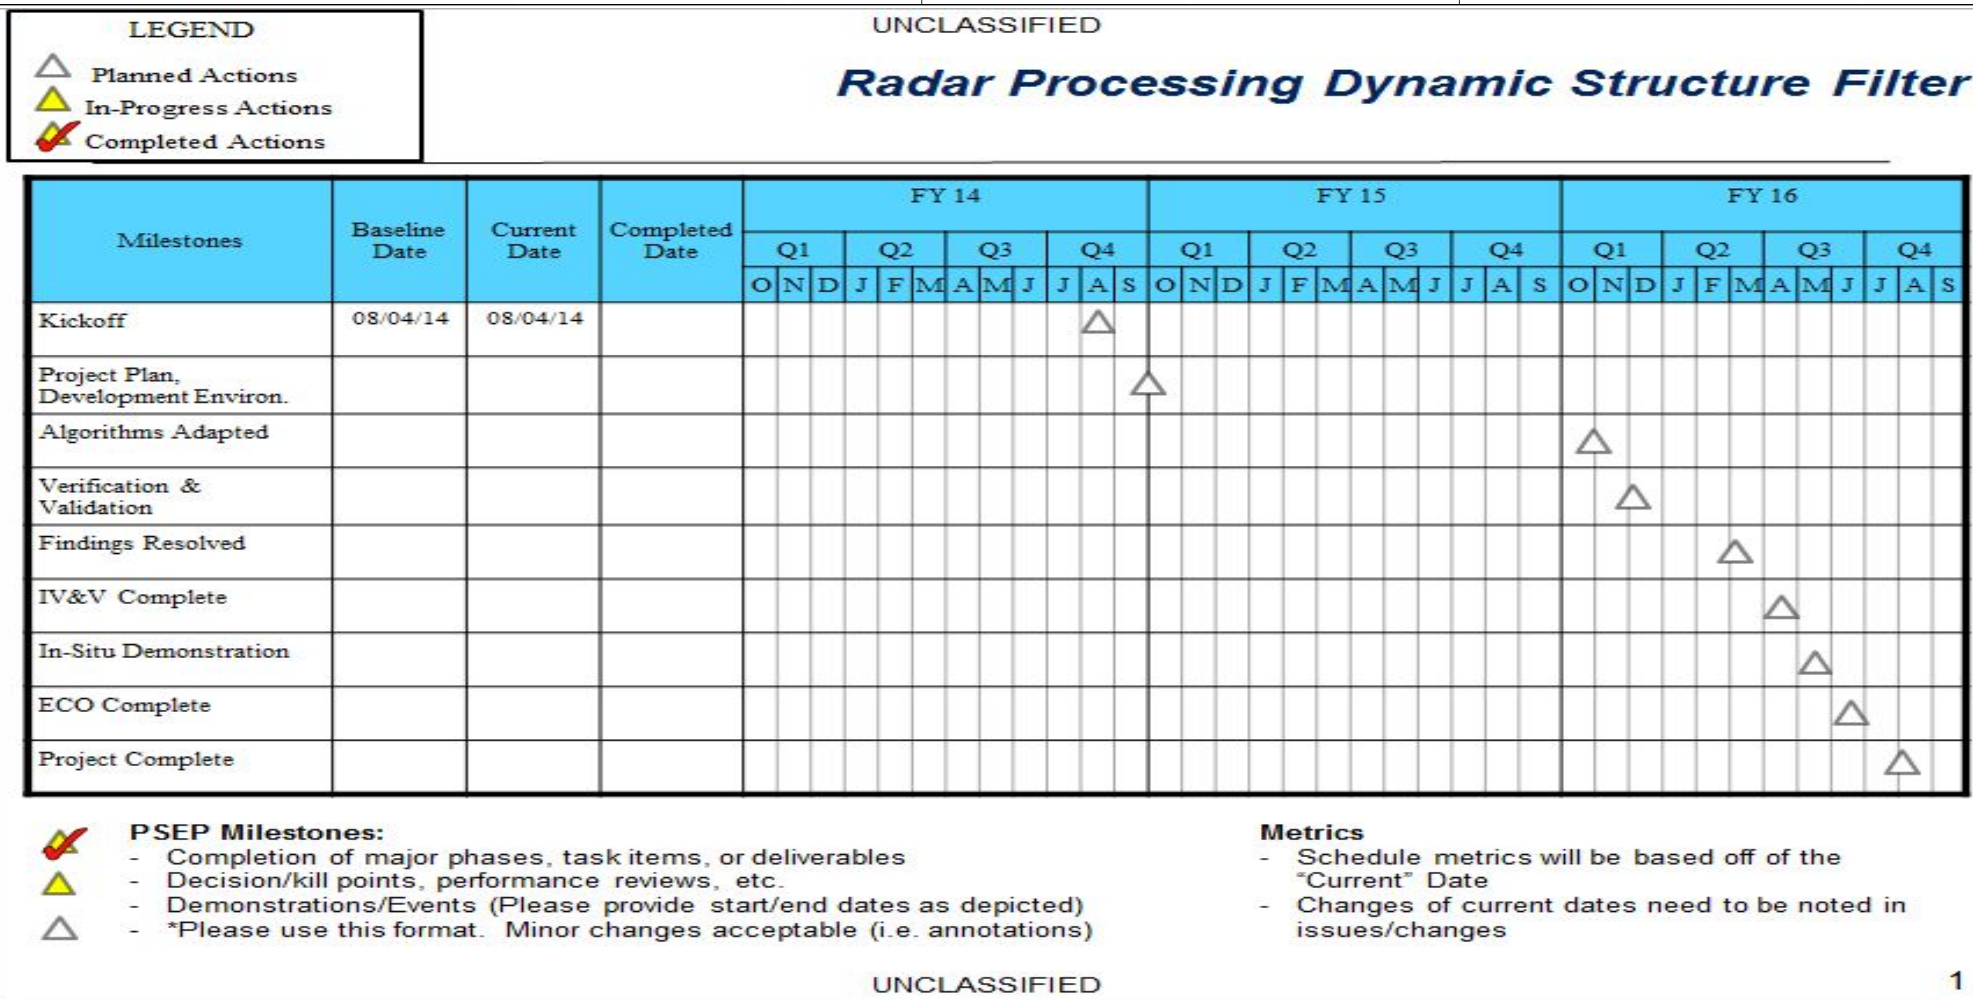 LEGEND
Planned Actions
In-Progress Actions
Completed Actions
UNCLASSIFIED
Radar Processing Dynamic Structure Filter
Milestones
Baseline
Date
Current
Date
Completed
Date
FY 14 FY 15 FY 16
Q1 Q2 Q3 Q4 Q1 Q2 Q3 Q4 Q1 Q2 Q3 Q4
O N D J F M A M J J A S O N D J F M A M J J A S O N D J F M A M J J A S
Kickoff 08/04/14 08/04/14
Project Plan,
Development Environ.
Algorithms Adapted
Verification &
Validation
Findings Resolved
IV&V Complete
In-Situ Demonstration
ECO Complete
Project Complete
PSEP Milestones:
- Completion of major phases, task items, or deliverables
- Decision/kill points, performance reviews, etc.
- Demonstrations/Events (Please provide start/end dates as depicted)
- *Please use this format. Minor changes acceptable (i.e. annotations)
Metrics
- Schedule metrics will be based off of the
"Current" Date
- Changes of current dates need to be noted in
issues/changes
UNCLASSIFIED
1